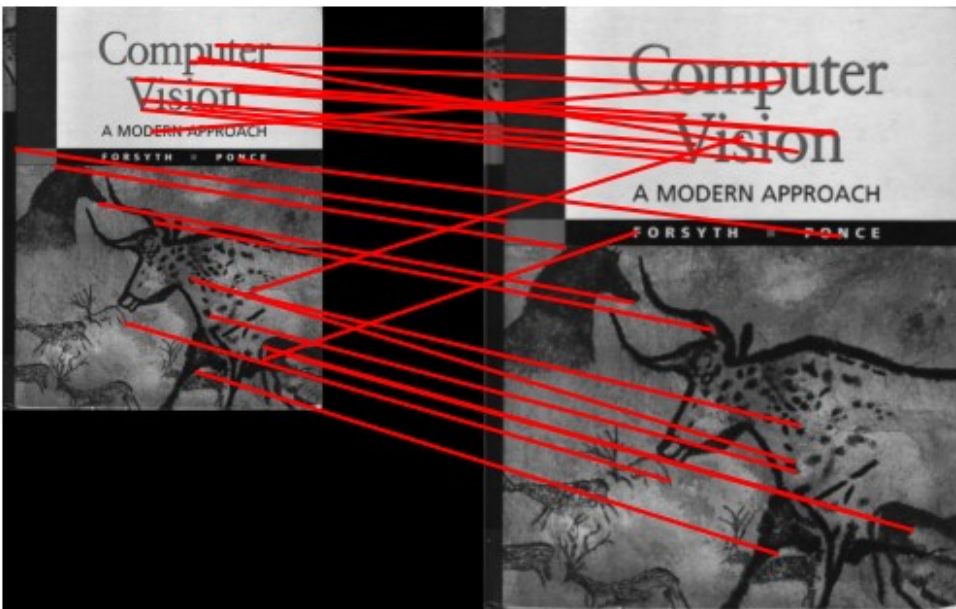 Computer
Vision
A MODERN APPROACH
FORSYTH PONCE
Computer
Vision
A MODERN APPROACH
FORSYTH PONCE